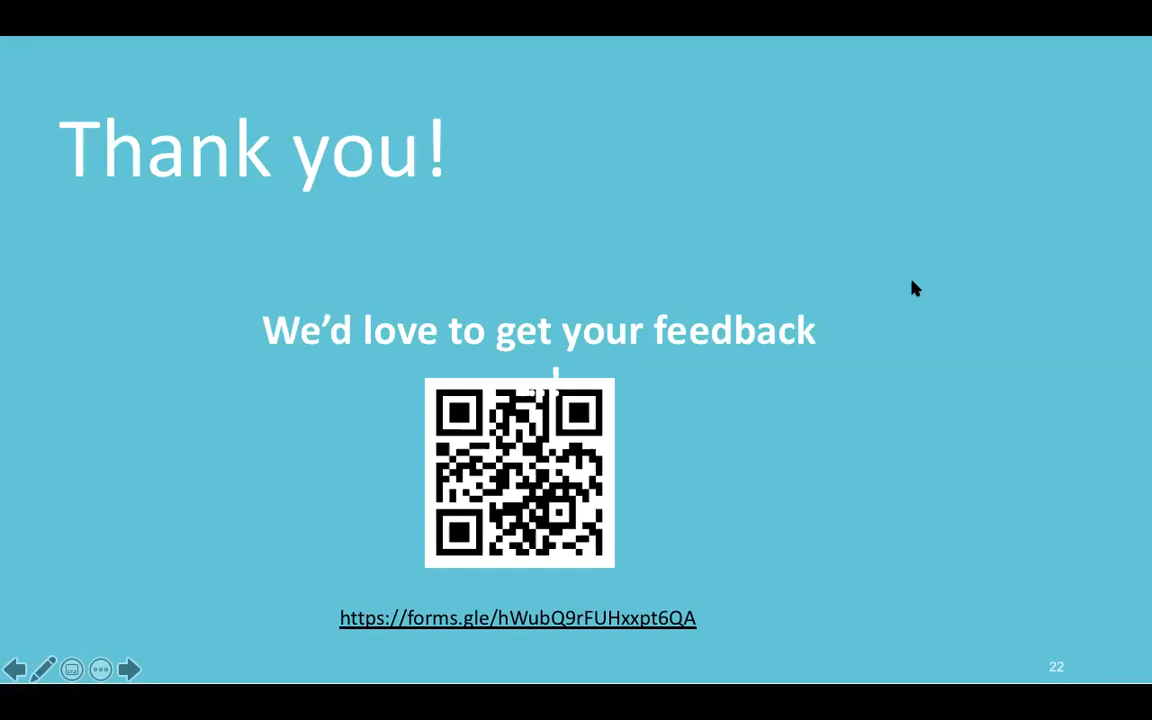 Thank you!
We’d love to get your feedback
!
https://forms.gle/hWubQ9rFUHxxpt6QA
22